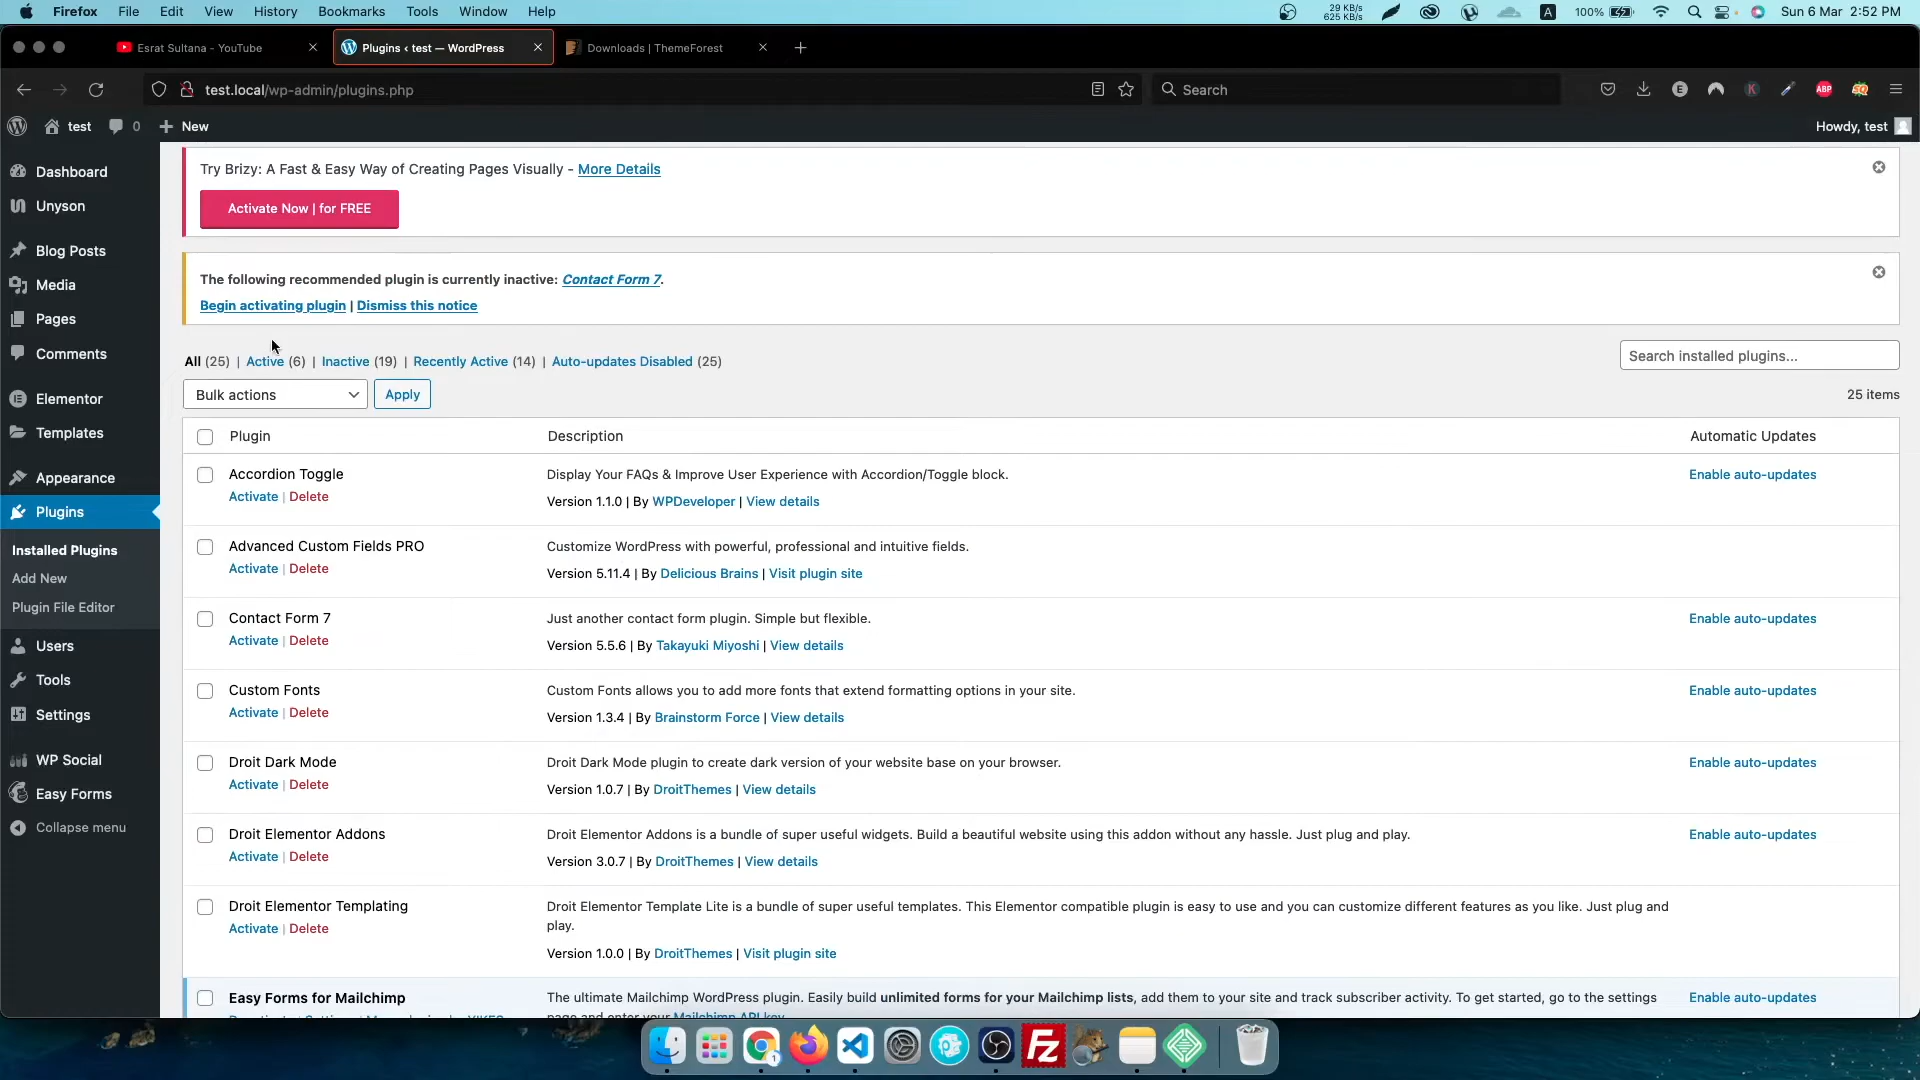 Firefox File Edit View History Bookmarks Tools Window Help
29 KB/s
625 KB/s
A 100% Sun 6 Mar 2:52 PM
Esrat Sultana - YouTube
Plugins ‹ test — WordPress
Downloads | ThemeForest
test.local/wp-admin/plugins.php
Search
E
K
ABP
test 0 New
Howdy, test
Dashboard
Unyson
Blog Posts
Media
Pages
Comments
Elementor
Templates
Appearance
Plugins
Installed Plugins
Add New
Plugin File Editor
Users
Tools
Settings
WP Social
Easy Forms
Collapse menu
Try Brizy: A Fast & Easy Way of Creating Pages Visually - More Details
Activate Now | for FREE
The following recommended plugin is currently inactive: Contact Form 7.
Begin activating plugin | Dismiss this notice
All (25) | Active (6) | Inactive (19) | Recently Active (14) | Auto-updates Disabled (25)
Search installed plugins...
Bulk actions
Apply
25 items
Plugin Description Automatic Updates
Accordion Toggle
Activate | Delete
Display Your FAQs & Improve User Experience with Accordion/Toggle block.
Version 1.1.0 | By WPDeveloper | View details
Enable auto-updates
Advanced Custom Fields PRO
Activate | Delete
Customize WordPress with powerful, professional and intuitive fields.
Version 5.11.4 | By Delicious Brains | Visit plugin site
Contact Form 7
Activate | Delete
Just another contact form plugin. Simple but flexible.
Version 5.5.6 | By Takayuki Miyoshi | View details
Enable auto-updates
Custom Fonts
Activate | Delete
Custom Fonts allows you to add more fonts that extend formatting options in your site.
Version 1.3.4 | By Brainstorm Force | View details
Enable auto-updates
Droit Dark Mode
Activate | Delete
Droit Dark Mode plugin to create dark version of your website base on your browser.
Version 1.0.7 | By DroitThemes | View details
Enable auto-updates
Droit Elementor Addons
Activate | Delete
Droit Elementor Addons is a bundle of super useful widgets. Build a beautiful website using this addon without any hassle. Just plug and play.
Version 3.0.7 | By DroitThemes | View details
Enable auto-updates
Droit Elementor Templating
Activate | Delete
Droit Elementor Template Lite is a bundle of super useful templates. This Elementor compatible plugin is easy to use and you can customize different features as you like. Just plug and
play.
Version 1.0.0 | By DroitThemes | Visit plugin site
Easy Forms for Mailchimp
The ultimate Mailchimp WordPress plugin. Easily build unlimited forms for your Mailchimp lists, add them to your site and track subscriber activity. To get started, go to the settings
page and enter your Mailchimp API key.
Enable auto-updates
1
Fz